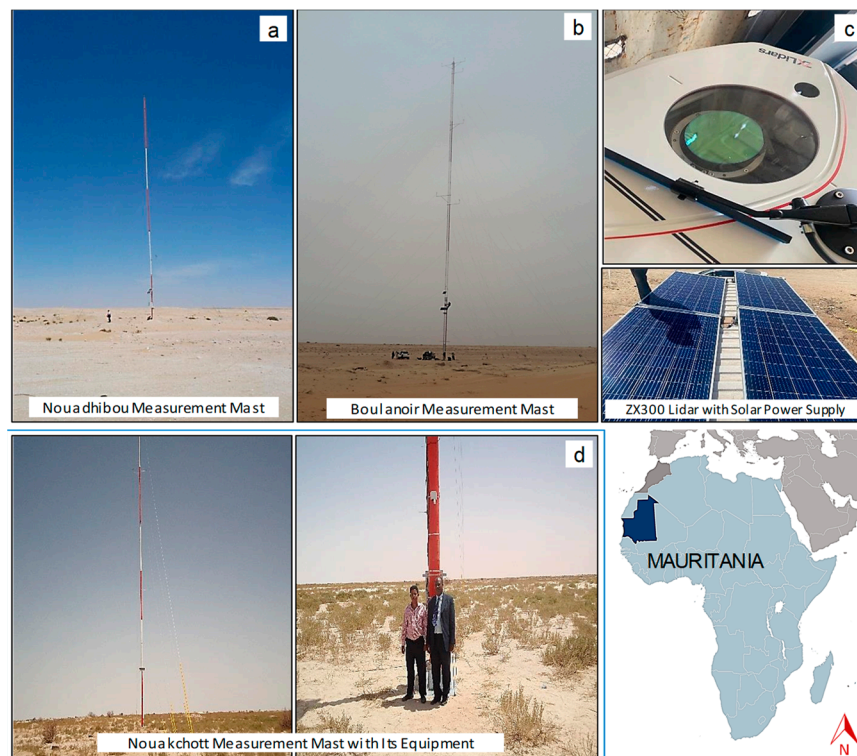 a
b
c
ZX Lidars
Nouadhibou Measurement Mast
Boulanoir Measurement Mast
ZX300 Lidar with Solar Power Supply
d
MAURITANIA
Nouakchott Measurement Mast with Its Equipment
N